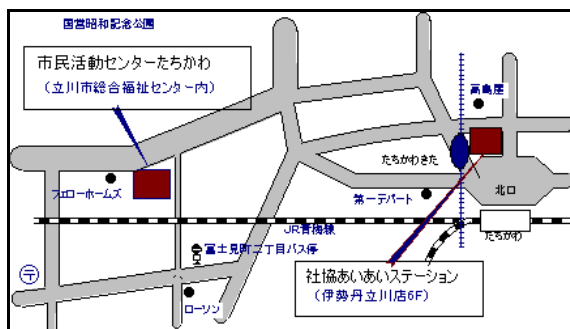 国営昭和記念公園
市民活動センターたちかわ
（立川市総合福祉センター内）
高島屋
たちかわきた
北口
フェローホームズ
第一デパート
JR青梅線
たちかわ
富士見町二丁目バス停
〒
社協あいあいステーション
（伊勢丹立川店6F）
ローソン